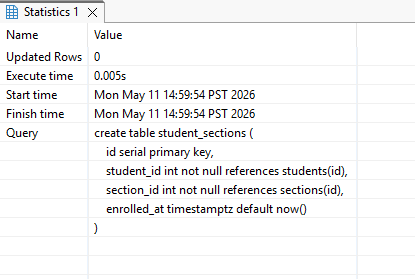 Statistics 1
Name Value
Updated Rows 0
Execute time 0.005s
Start time Mon May 11 14:59:54 PST 2026
Finish time Mon May 11 14:59:54 PST 2026
Query create table student_sections (
id serial primary key,
student_id int not null references students(id),
section_id int not null references sections(id),
enrolled_at timestamptz default now()
)